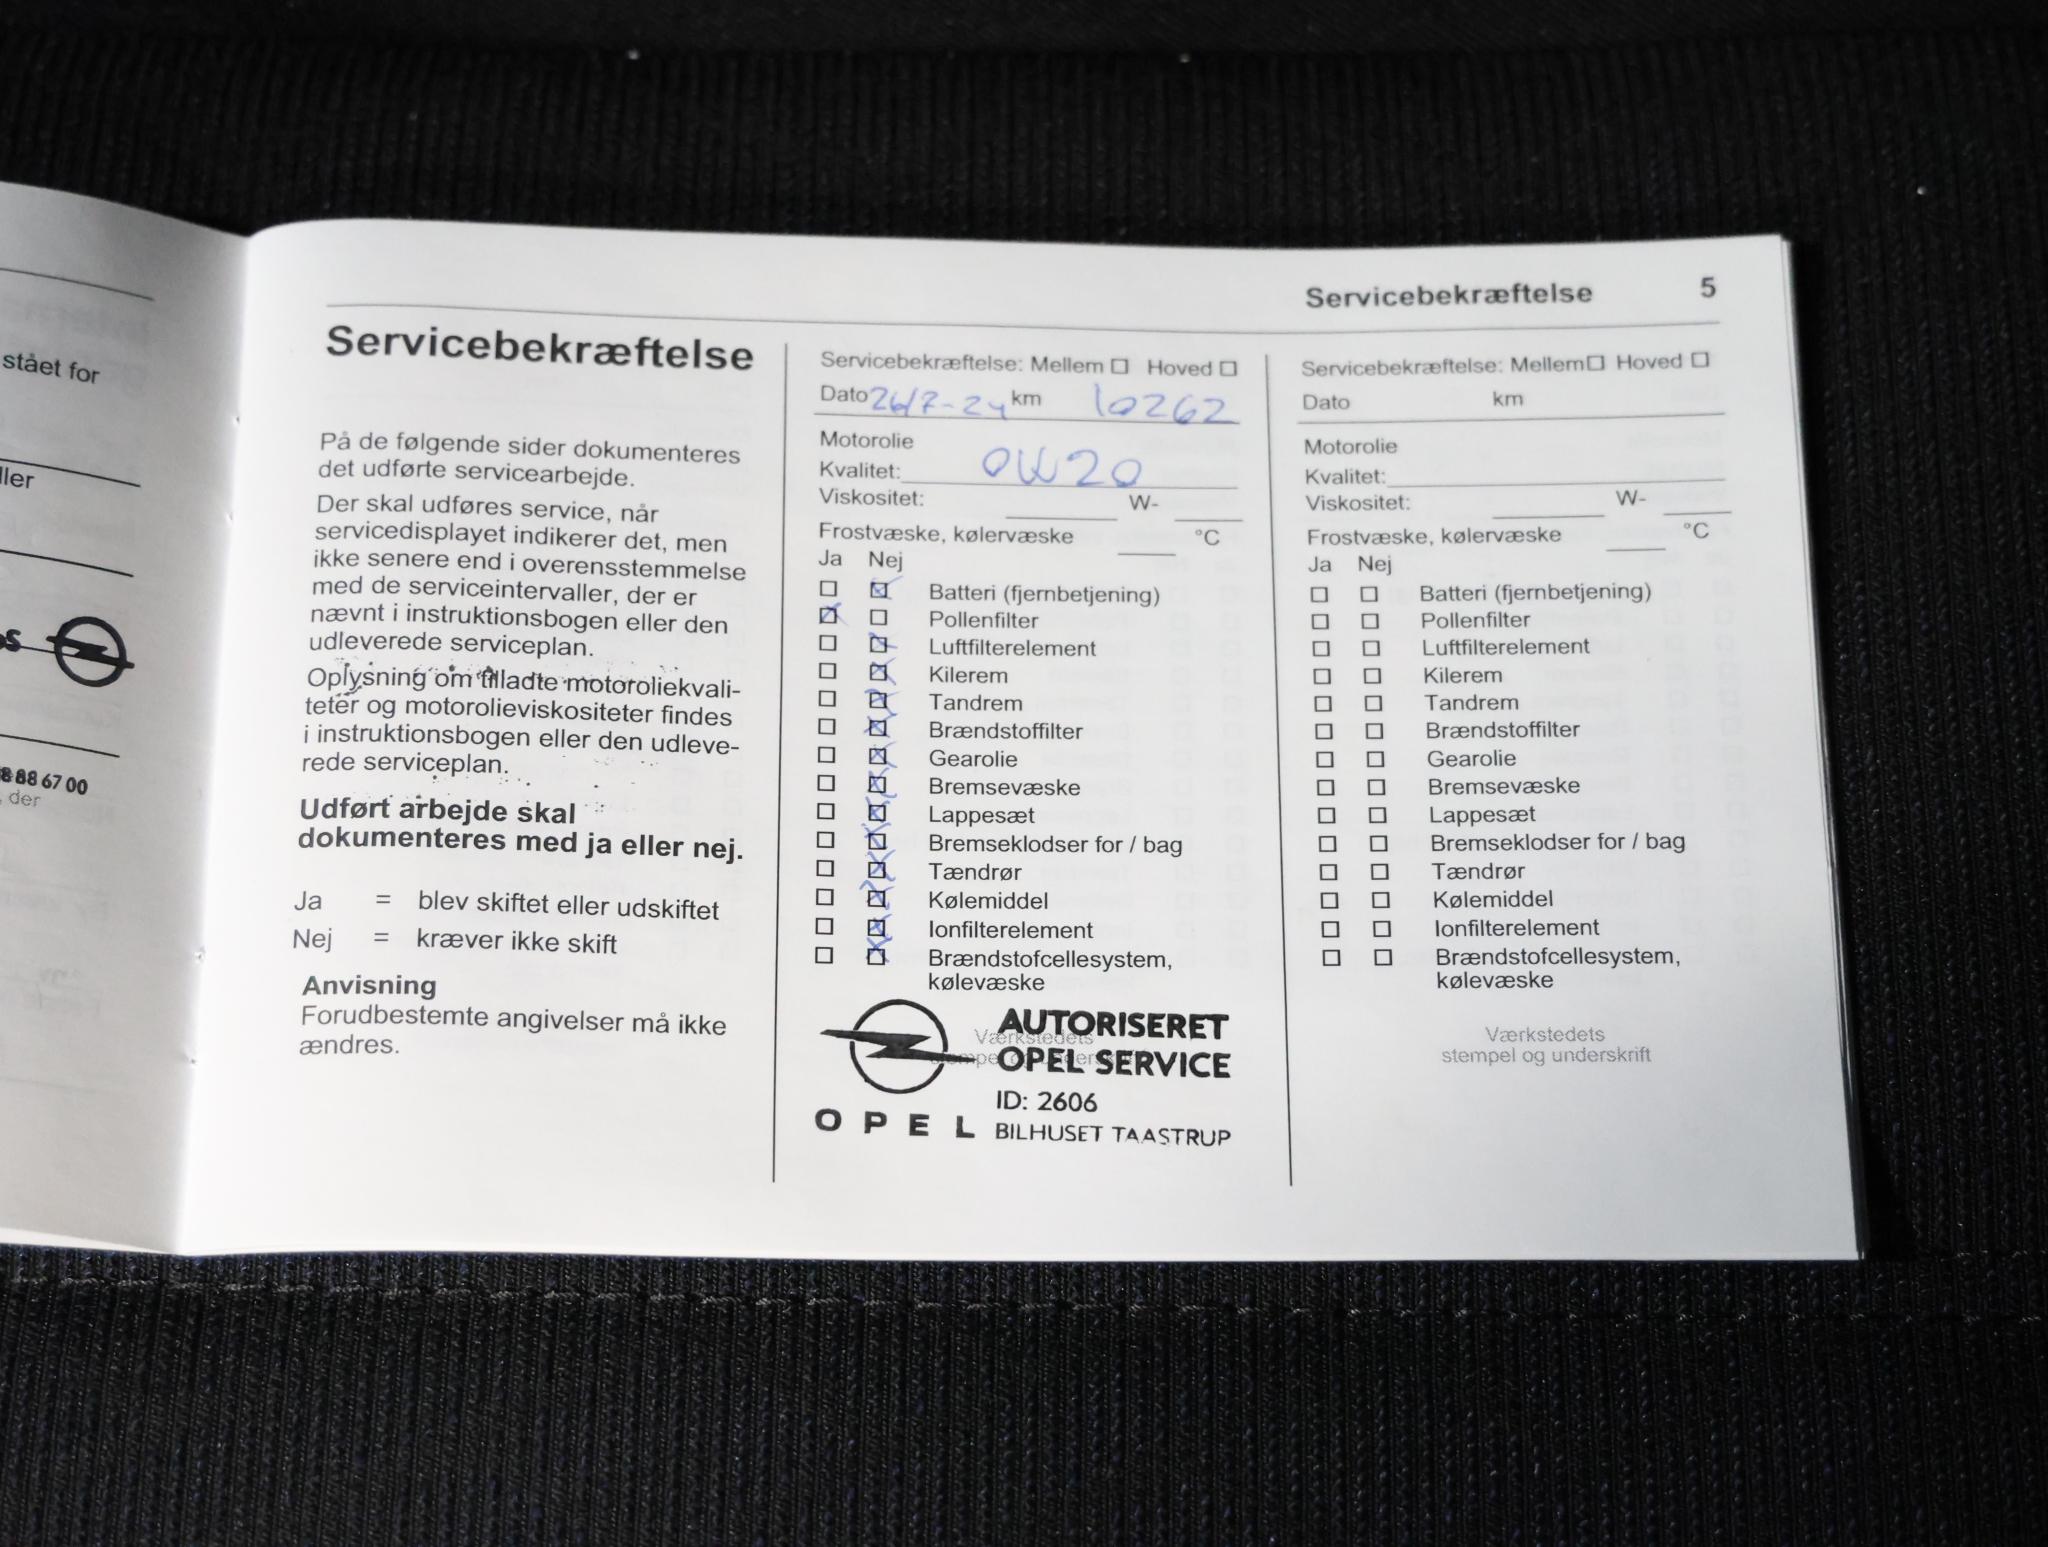 stået for
ller
88 67 00
, der
Servicebekræftelse 5
Servicebekræftelse
På de følgende sider dokumenteres
det udførte servicearbejde.
Der skal udføres service, når
servicedisplayet indikerer det, men
ikke senere end i overensstemmelse
med de serviceintervaller, der er
nævnt i instruktionsbogen eller den
udleverede serviceplan.
Oplysning om tilladte motoroliekvali-
teter og motorolieviskositeter findes
i instruktionsbogen eller den udleve-
rede serviceplan.
Udført arbejde skal
dokumenteres med ja eller nej.
Ja = blev skiftet eller udskiftet
Nej = kræver ikke skift
Anvisning
Forudbestemte angivelser må ikke
ændres.
Servicebekræftelse: Mellem Hoved
Dato 26/7-24 km 10262
Motorolie
Kvalitet: 0W20
Viskositet: W-
Frostvæske, kølervæske °C
Ja Nej
Batteri (fjernbetjening)
Pollenfilter
Luftfilterelement
Kilerem
Tandrem
Brændstoffilter
Gearolie
Bremsevæske
Lappesæt
Bremseklodser for / bag
Tændrør
Kølemiddel
Ionfilterelement
Brændstofcellesystem,
kølevæske
Værkstedets
stempel og underskrift
AUTORISERET
OPEL SERVICE
ID: 2606
OPEL BILHUSET TAASTRUP
Servicebekræftelse: Mellem Hoved
Dato km
Motorolie
Kvalitet:
Viskositet: W-
Frostvæske, kølervæske °C
Ja Nej
Batteri (fjernbetjening)
Pollenfilter
Luftfilterelement
Kilerem
Tandrem
Brændstoffilter
Gearolie
Bremsevæske
Lappesæt
Bremseklodser for / bag
Tændrør
Kølemiddel
Ionfilterelement
Brændstofcellesystem,
kølevæske
Værkstedets
stempel og underskrift